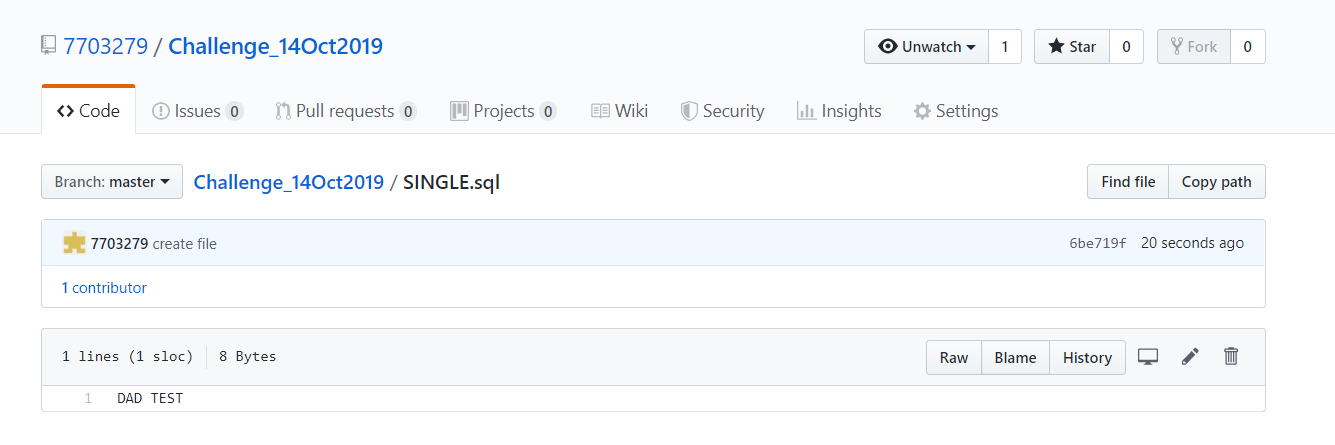 7703279 / Challenge_14Oct2019 Unwatch 1 Star 0 Fork 0
Code Issues 0 Pull requests 0 Projects 0 Wiki Security Insights Settings
Branch: master Challenge_14Oct2019 / SINGLE.sql Find file Copy path
7703279 create file 6be719f 20 seconds ago
1 contributor
1 lines (1 sloc) 8 Bytes Raw Blame History
1 DAD TEST